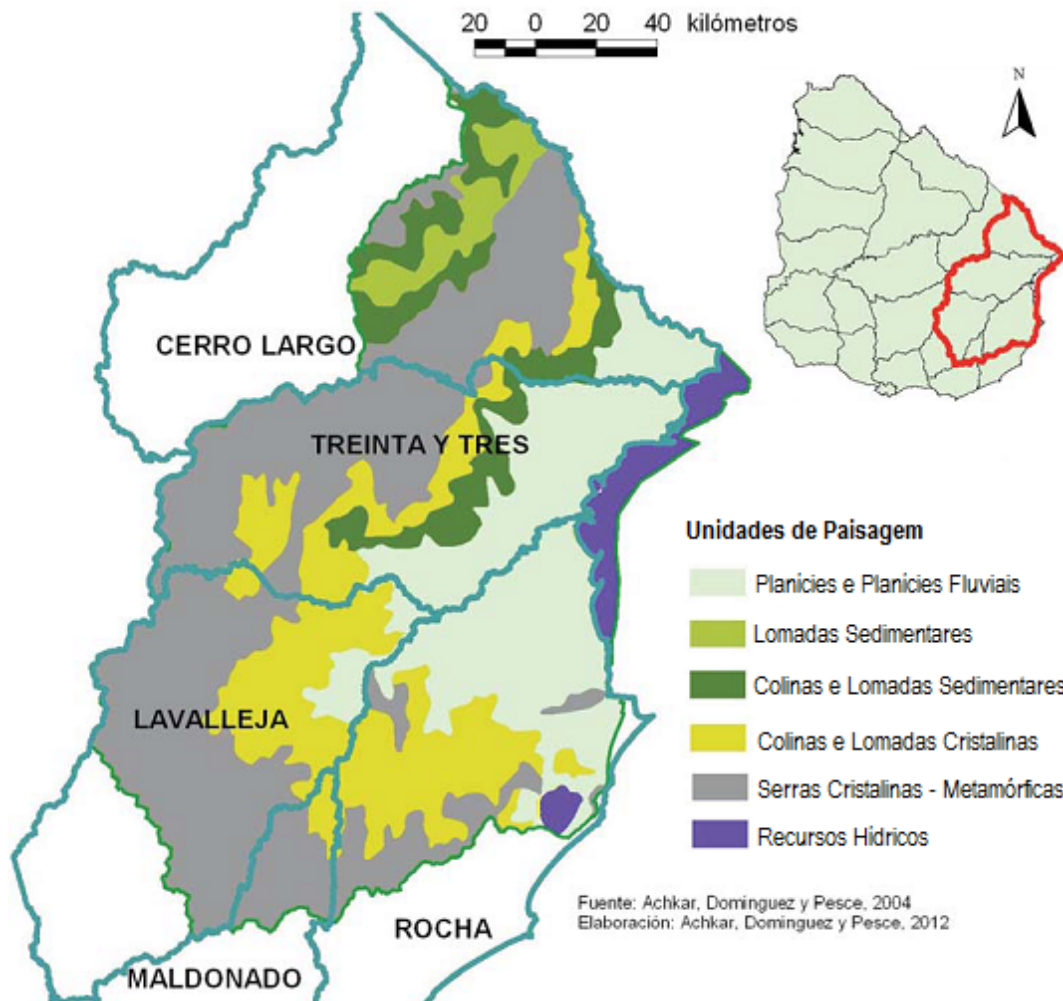 20 0 20 40 kilómetros
N
CERRO LARGO
TREINTA Y TRES
LAVALLEJA
ROCHA
MALDONADO
Unidades de Paisagem
Planícies e Planícies Fluviais
Lomadas Sedimentares
Colinas e Lomadas Sedimentares
Colinas e Lomadas Cristalinas
Serras Cristalinas - Metamórficas
Recursos Hídricos
Fuente: Achkar, Dominguez y Pesce, 2004
Elaboración: Achkar, Dominguez y Pesce, 2012